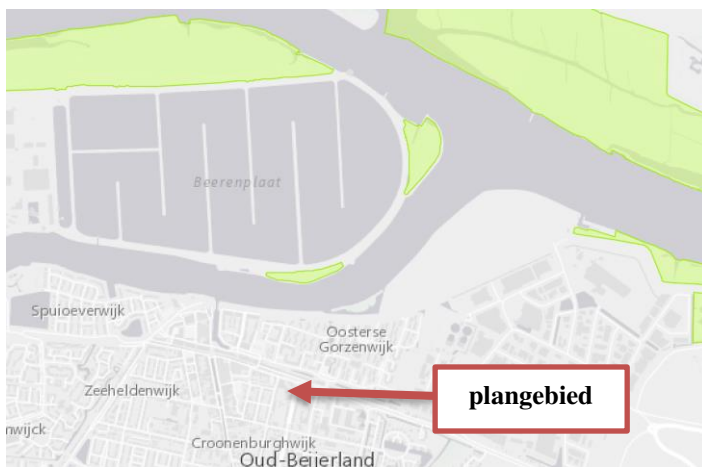 Beerenplaat
Spuioeverwijk
Oosterse
Gorzenwijk
Zeeheldenwijk
plangebied
nwijck
Croonenburghwijk
Oud-Beijerland